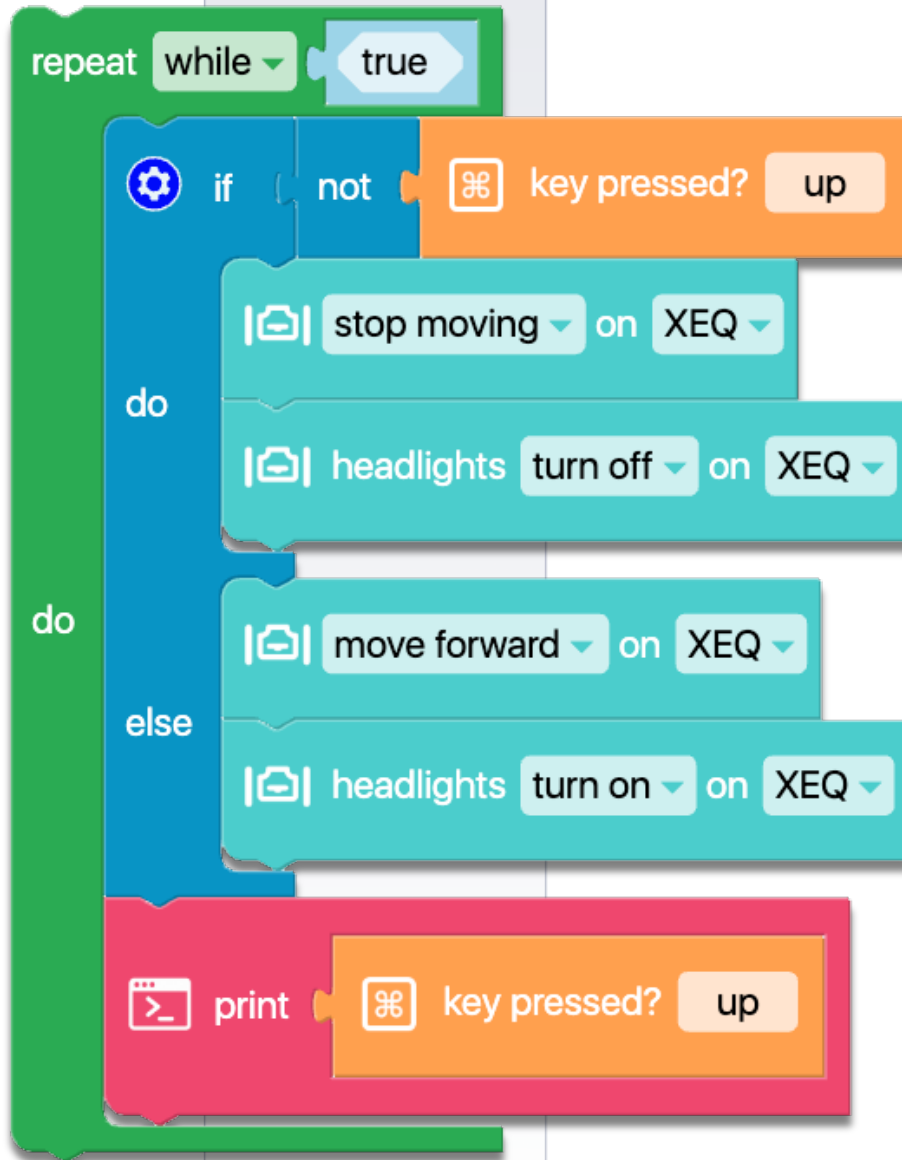 repeat while true
if not key pressed? up
stop moving on XEQ
do
headlights turn off on XEQ
do
move forward on XEQ
else
headlights turn on on XEQ
print key pressed? up